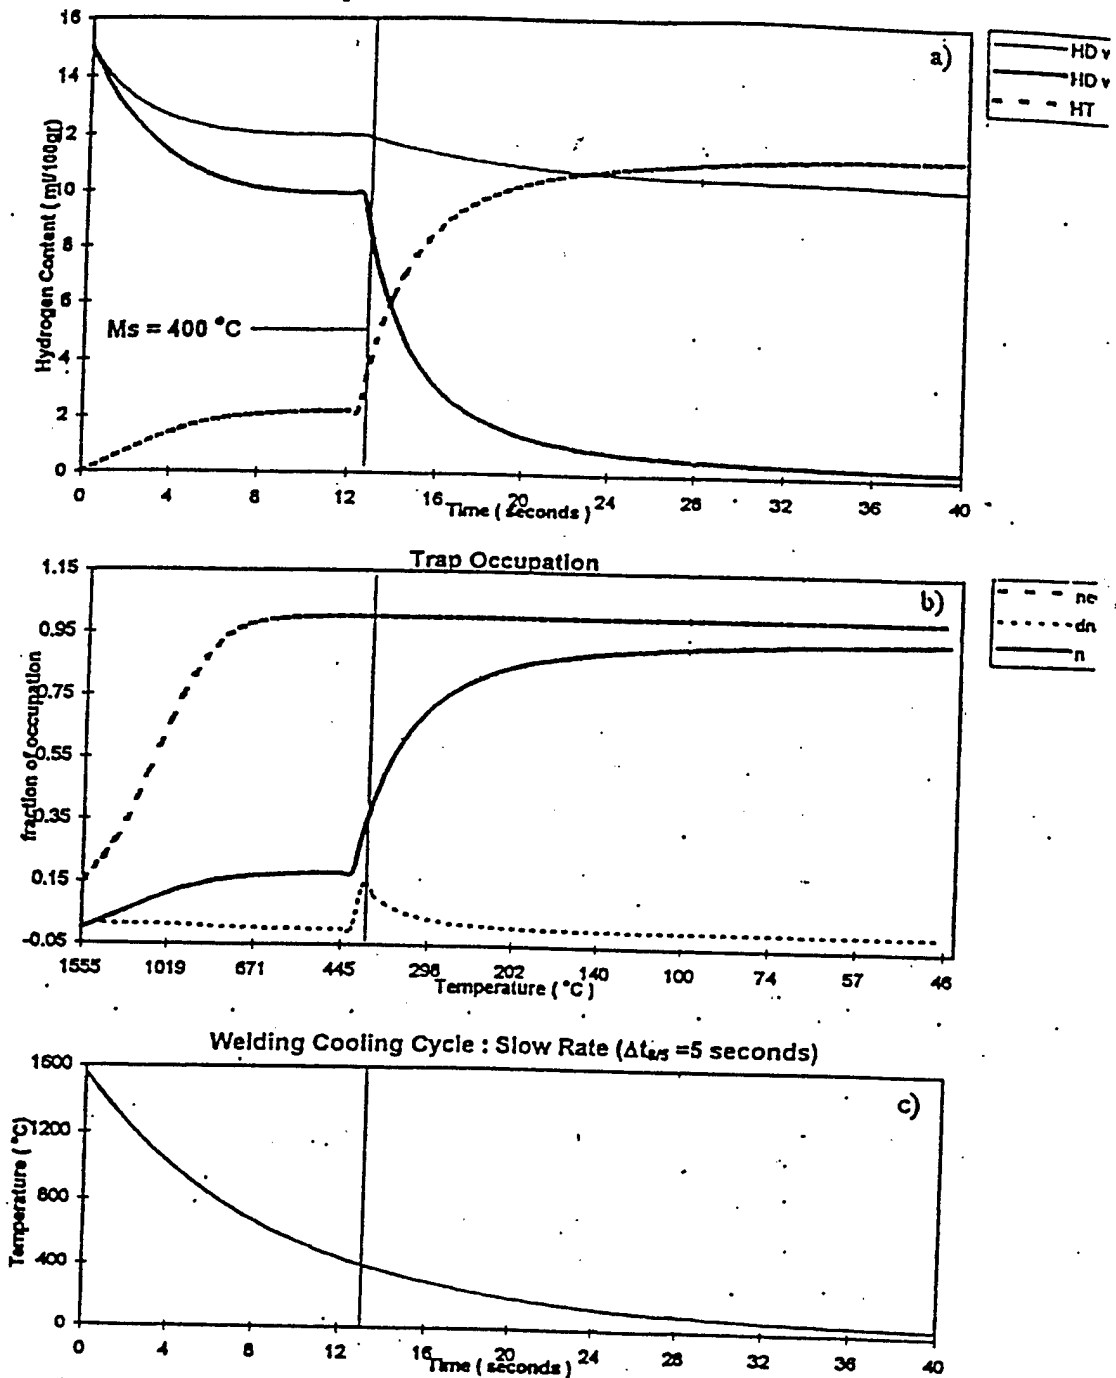 16
14
12
10
8
6
4
2
0
Hydrogen Content ( ml/100gr)
a)
Ms = 400 °C
0 4 8 12 16 20 24 28 32 36 40
Time ( seconds )
HD
HD
HT
Trap Occupation
1.15
0.95
0.75
0.55
0.35
0.15
-0.05
fraction of occupation
b)
1555 1019 671 445 298 202 140 100 74 57 46
Temperature ( °C )
ne
dn
n
Welding Cooling Cycle : Slow Rate (Δt8/5 =5 seconds)
1600
1200
800
400
0
Temperature ( °C)
c)
0 4 8 12 16 20 24 28 32 36 40
Time ( seconds )